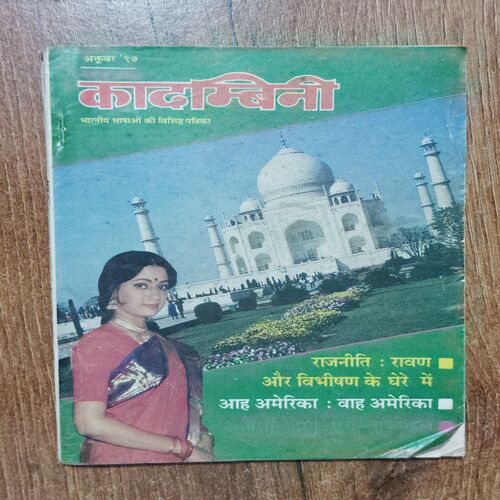 अक्तूबर '९७
कादम्बिनी
भारतीय भाषाओं की विशिष्ट पत्रिका
राजनीति : रावण
और विभीषण के घेरे में
आह अमेरिका : वाह अमेरिका